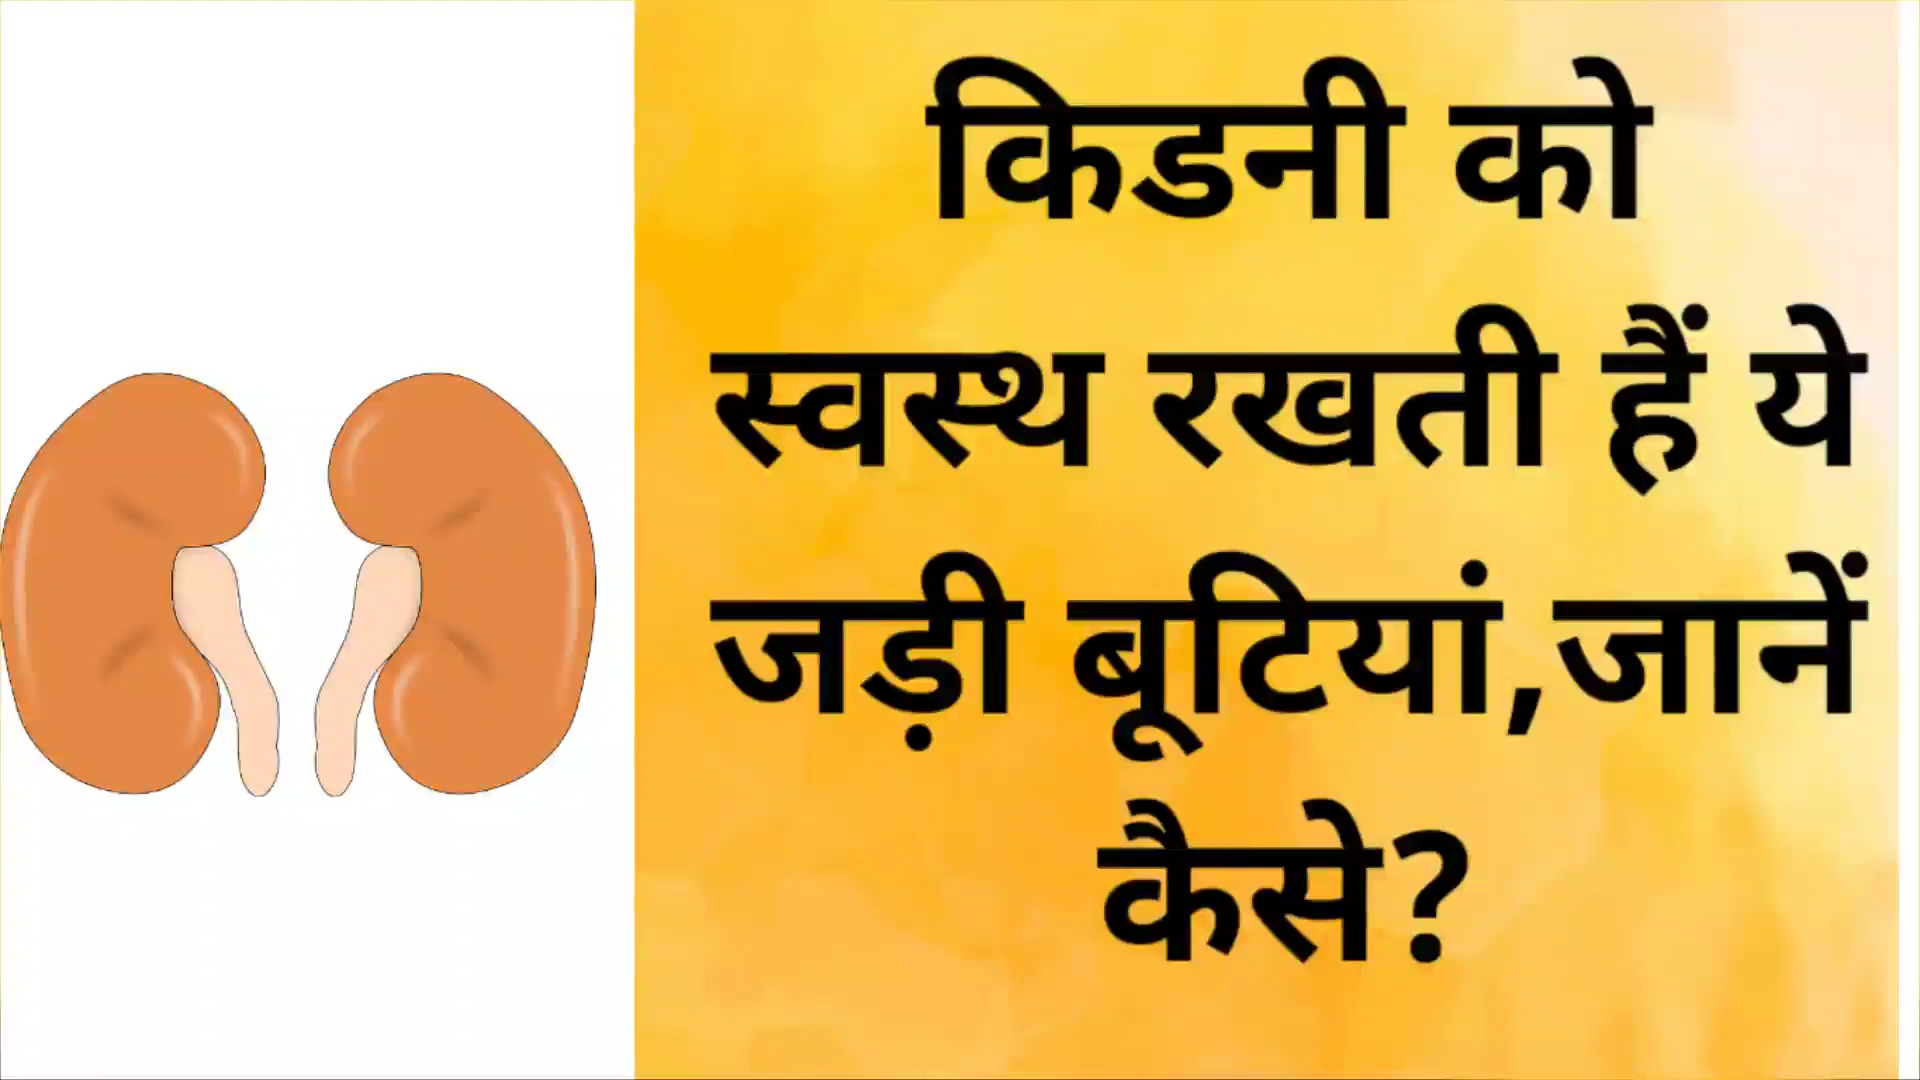 किडनी को
स्वस्थ रखती हैं ये
जड़ी बूटियां,जानें
कैसे?